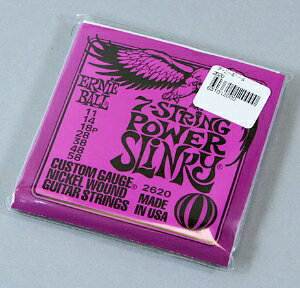 ERNIE
BALL
7-STRING
POWER
SLINKY
11
14
18P
28
38
48
58
2620
CUSTOM GAUGE
NICKEL WOUND
GUITAR STRINGS
MADE
IN USA